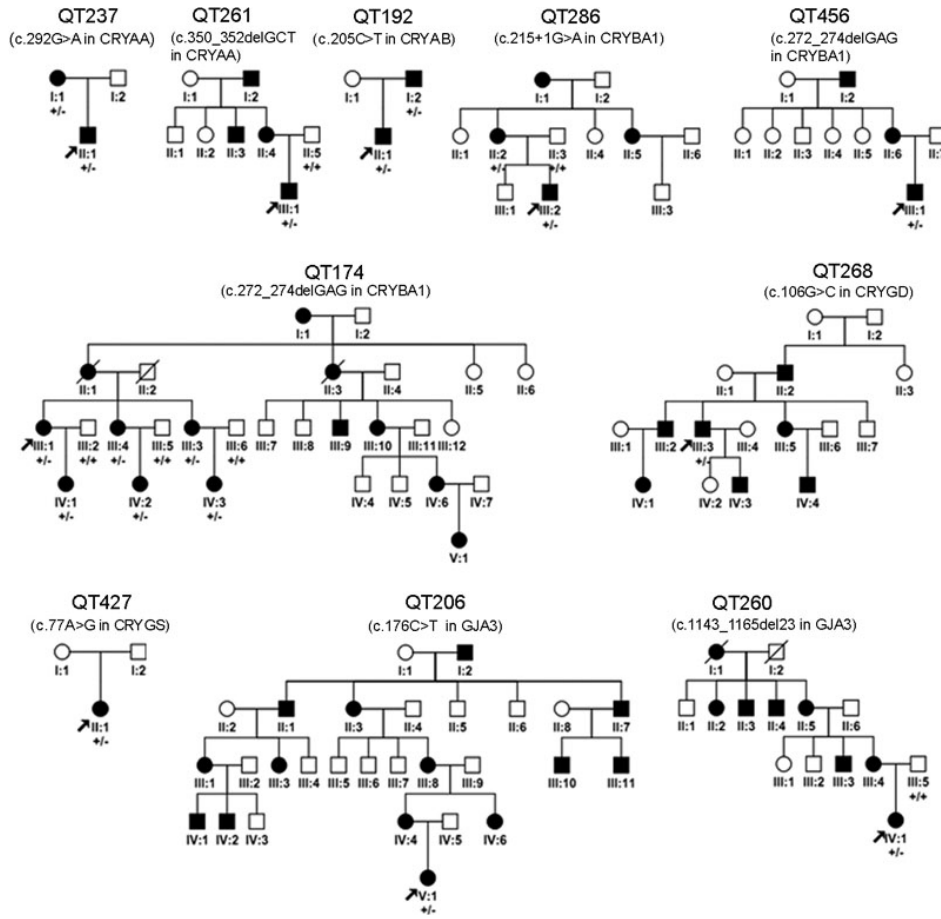 QT237 QT261 QT192 QT286 QT456
(c.292G>A in CRYAA) (c.350_352delGCT in CRYAA) (c.205C>T in CRYAB) (c.215+1G>A in CRYBA1) (c.272_274delGAG in CRYBA1)
I:1 +/- I:2
II:1 +/-
I:1 I:2
II:1 II:2 II:3 II:4 II:5 +/+
III:1 +/-
I:1 I:2 +/-
II:1 +/-
I:1 I:2
II:1 II:2 +/- II:3 +/+ II:4 II:5 II:6
III:1 III:2 +/- III:3
I:1 I:2
II:1 II:2 II:3 II:4 II:5 II:6
III:1 +/-
QT174
(c.272_274delGAG in CRYBA1)
I:1 I:2
II:1 II:2 II:3 II:4 II:5 II:6
III:1 III:2 III:4 III:5 III:3 III:6 III:7 III:8 III:9 III:10 III:11 III:12
+/- +/+ +/- +/+ +/- +/+
IV:1 IV:2 IV:3 IV:4 IV:5 IV:6 IV:7
+/- +/- +/-
V:1
QT268
(c.106G>C in CRYGD)
I:1 I:2
II:1 II:2 II:3
III:1 III:2 III:3 III:4 III:5 III:6 III:7
+/-
IV:1 IV:2 IV:3 IV:4
QT427
(c.77A>G in CRYGS)
I:1 I:2
II:1
+/-
QT206
(c.176C>T in GJA3)
I:1 I:2
II:2 II:1 II:3 II:4 II:5 II:6 II:8 II:7
III:1 III:2 III:3 III:4 III:5 III:6 III:7 III:8 III:9 III:10 III:11
IV:1 IV:2 IV:3 IV:4 IV:5 IV:6
V:1
+/-
QT260
(c.1143_1165del23 in GJA3)
I:1 I:2
II:1 II:2 II:3 II:4 II:5 II:6
III:1 III:2 III:3 III:4 III:5
+/+
IV:1
+/-